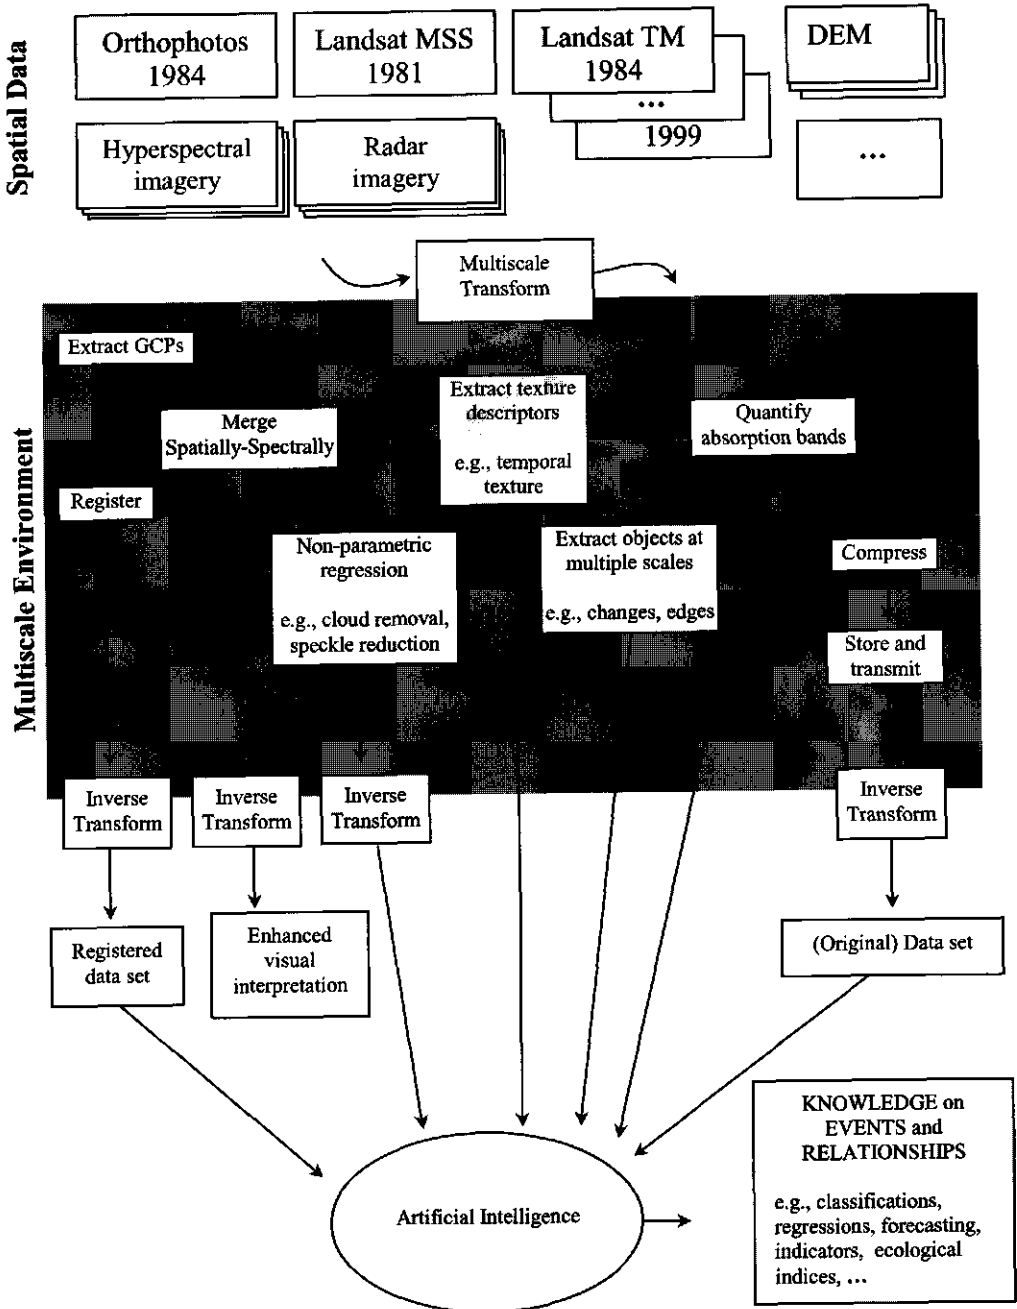 Spatial Data
Orthophotos
1984
Landsat MSS
1981
Landsat TM
1984
...
1999
DEM
Hyperspectral
imagery
Radar
imagery
...
Multiscale
Transform
Multiscale Environment
Extract GCPs
Merge
Spatially-Spectrally
Register
Extract texture
descriptors
e.g., temporal
texture
Quantify
absorption bands
Non-parametric
regression
e.g., cloud removal,
speckle reduction
Extract objects at
multiple scales
e.g., changes, edges
Compress
Store and
transmit
Inverse
Transform
Inverse
Transform
Inverse
Transform
Inverse
Transform
Registered
data set
Enhanced
visual
interpretation
(Original) Data set
Artificial Intelligence
KNOWLEDGE on
EVENTS and
RELATIONSHIPS
e.g., classifications,
regressions, forecasting,
indicators, ecological
indices, ...